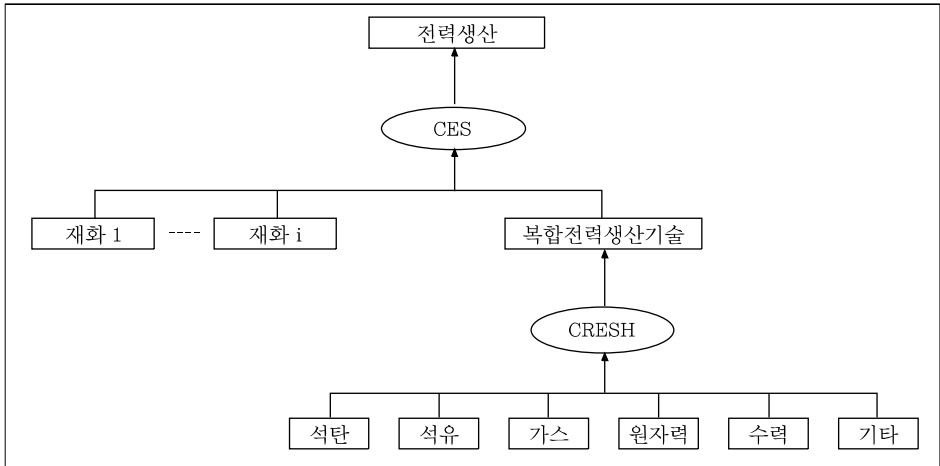 전력생산
CES
재화 1 ---- 재화 i 복합전력생산기술
CRESH
석탄 석유 가스 원자력 수력 기타